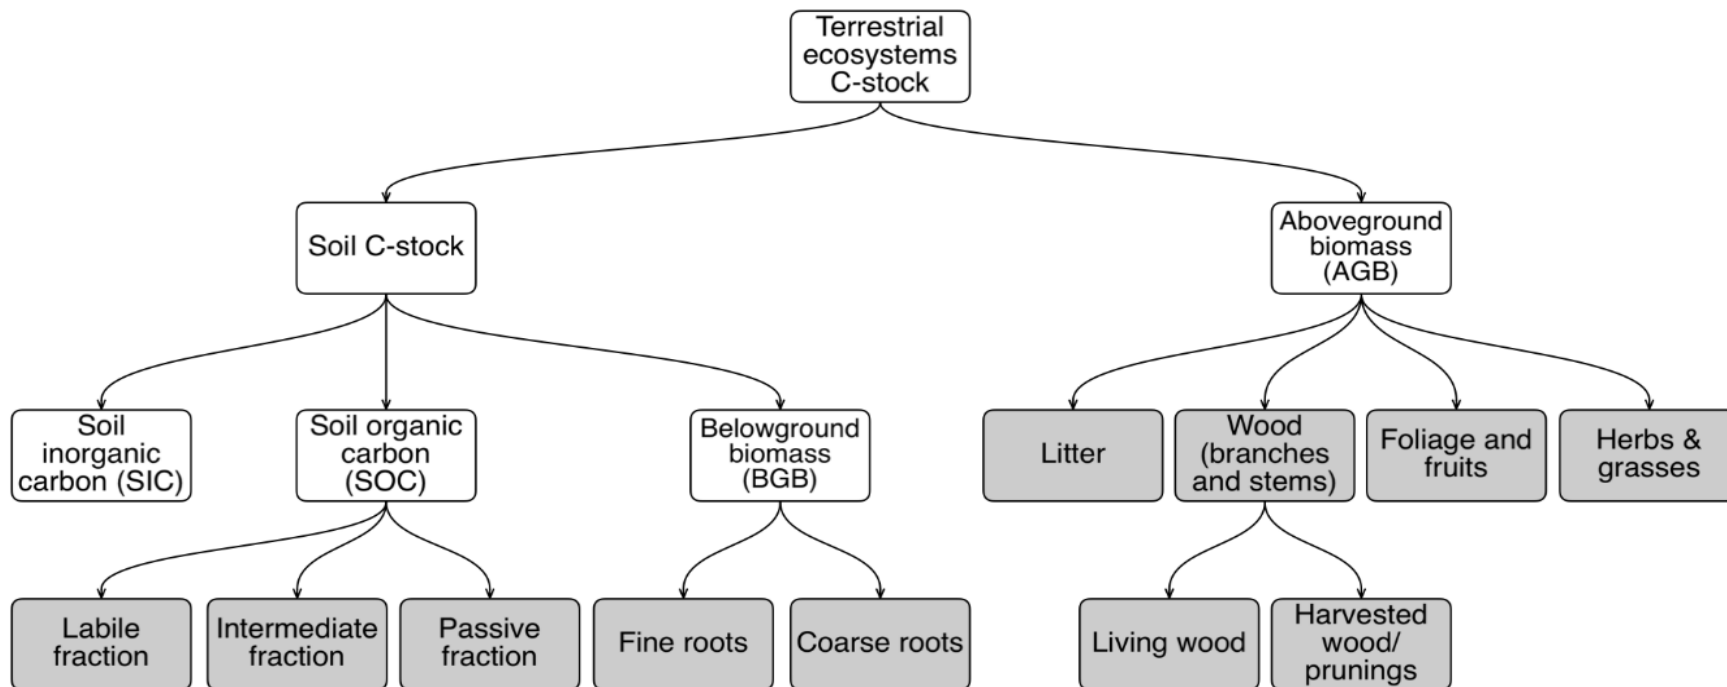 Terrestrial
ecosystems
C-stock
Soil C-stock
Aboveground
biomass
(AGB)
Soil
inorganic
carbon (SIC)
Soil organic
carbon
(SOC)
Belowground
biomass
(BGB)
Litter
Wood
(branches
and stems)
Foliage and
fruits
Herbs &
grasses
Labile
fraction
Intermediate
fraction
Passive
fraction
Fine roots
Coarse roots
Living wood
Harvested
wood/
prunings